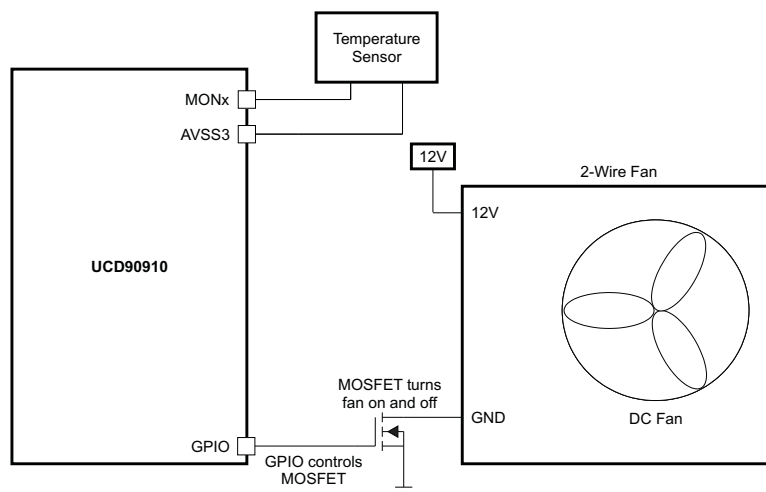 Temperature
Sensor
MONx
AVSS3
12V
2-Wire Fan
12V
UCD90910
MOSFET turns
fan on and off
GND
DC Fan
GPIO
GPIO controls
MOSFET